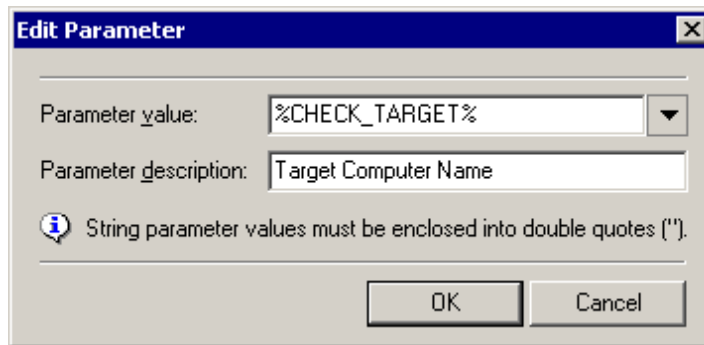 Edit Parameter
Parameter value: %CHECK_TARGET%
Parameter description: Target Computer Name
String parameter values must be enclosed into double quotes (").
OK Cancel